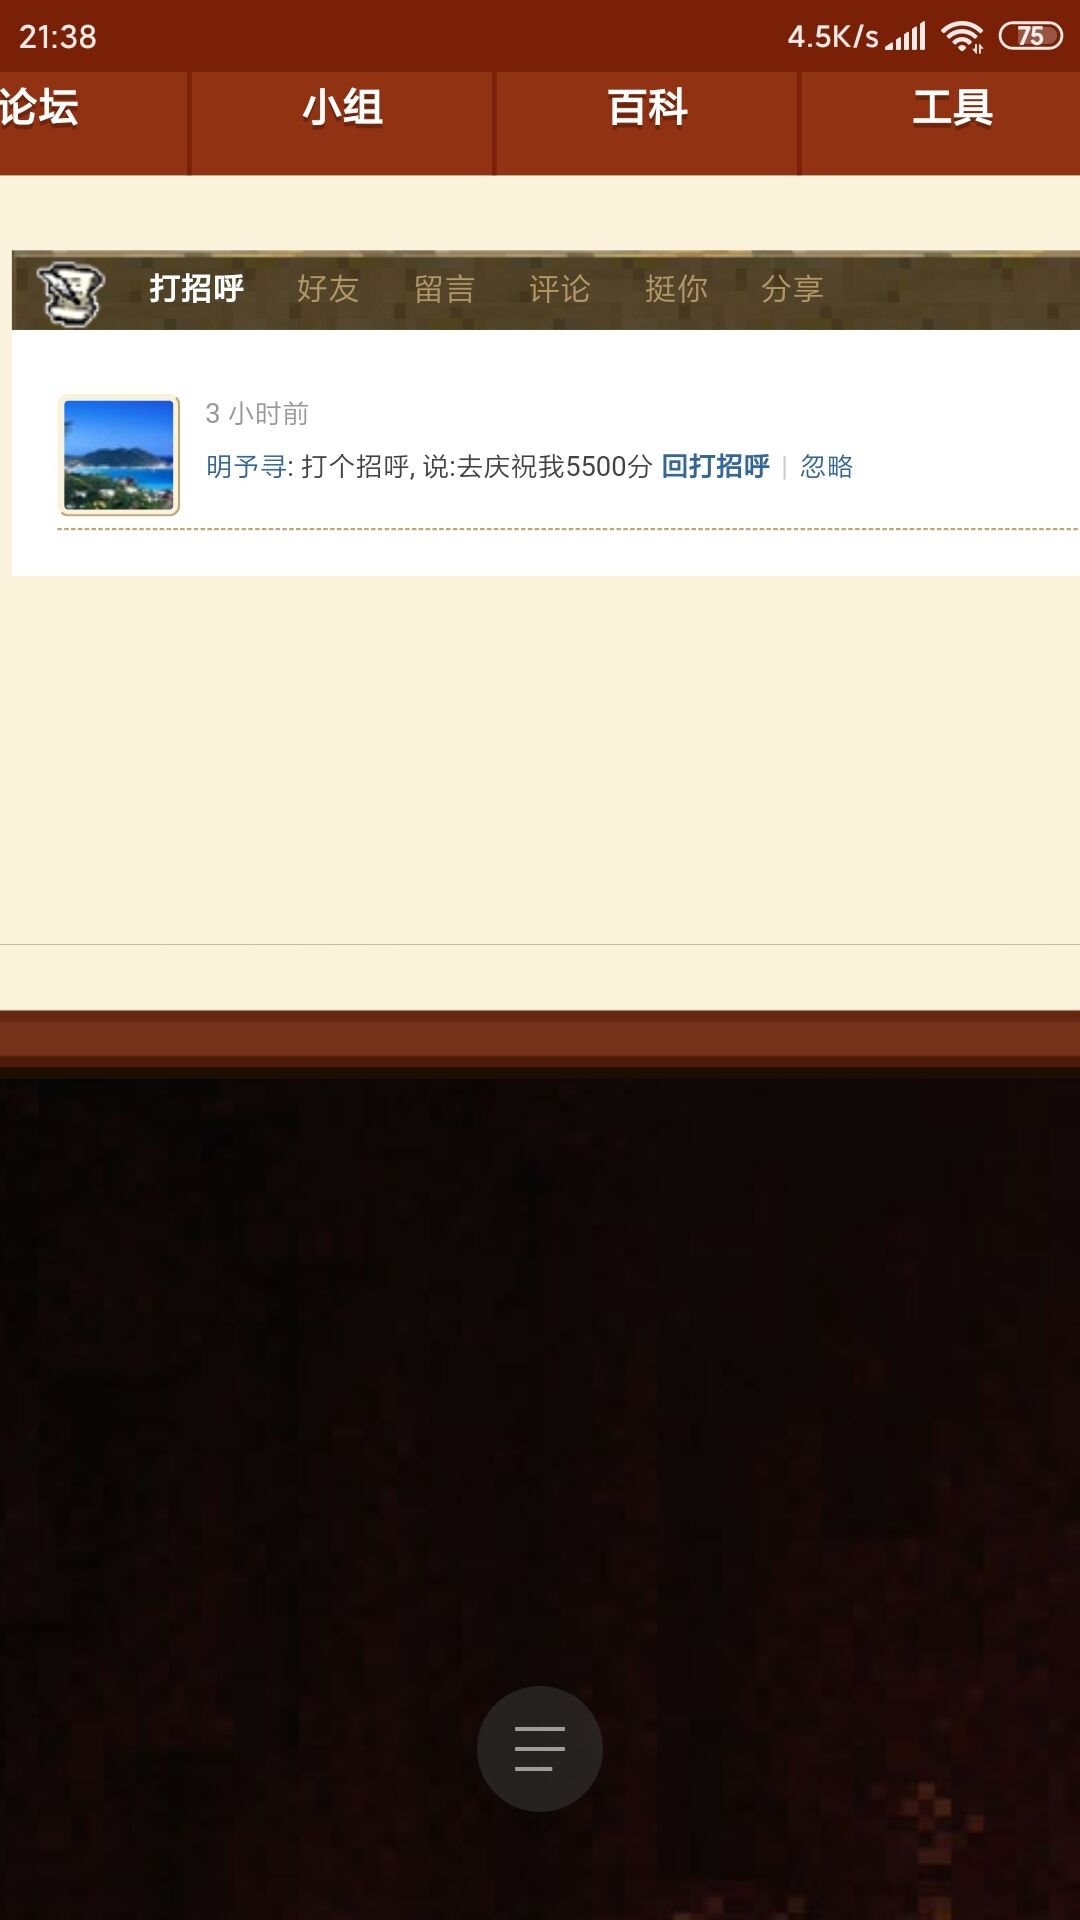 21:38 4.5K/s 75
论坛 小组 百科 工具
打招呼 好友 留言 评论 挺你 分享
3 小时前
明予寻: 打个招呼, 说:去庆祝我5500分 回打招呼 | 忽略